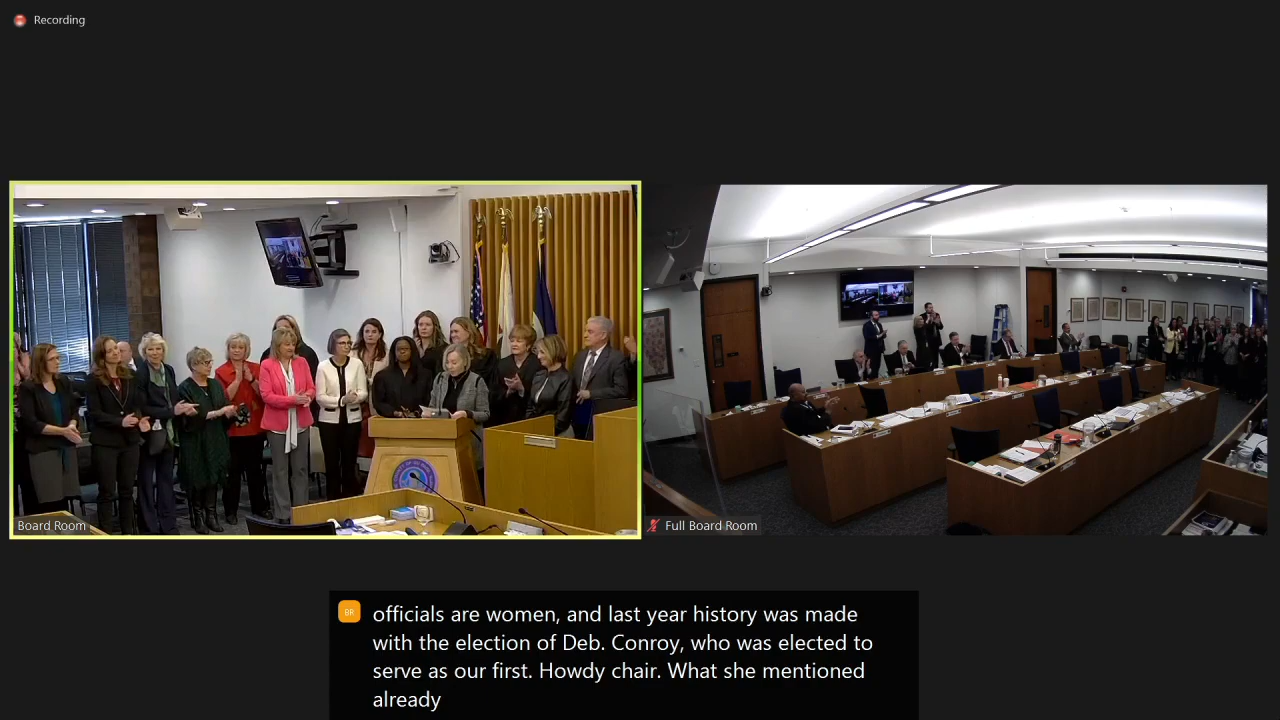 Recording
Board Room
Full Board Room
BR
officials are women, and last year history was made
with the election of Deb. Conroy, who was elected to
serve as our first. Howdy chair. What she mentioned
already